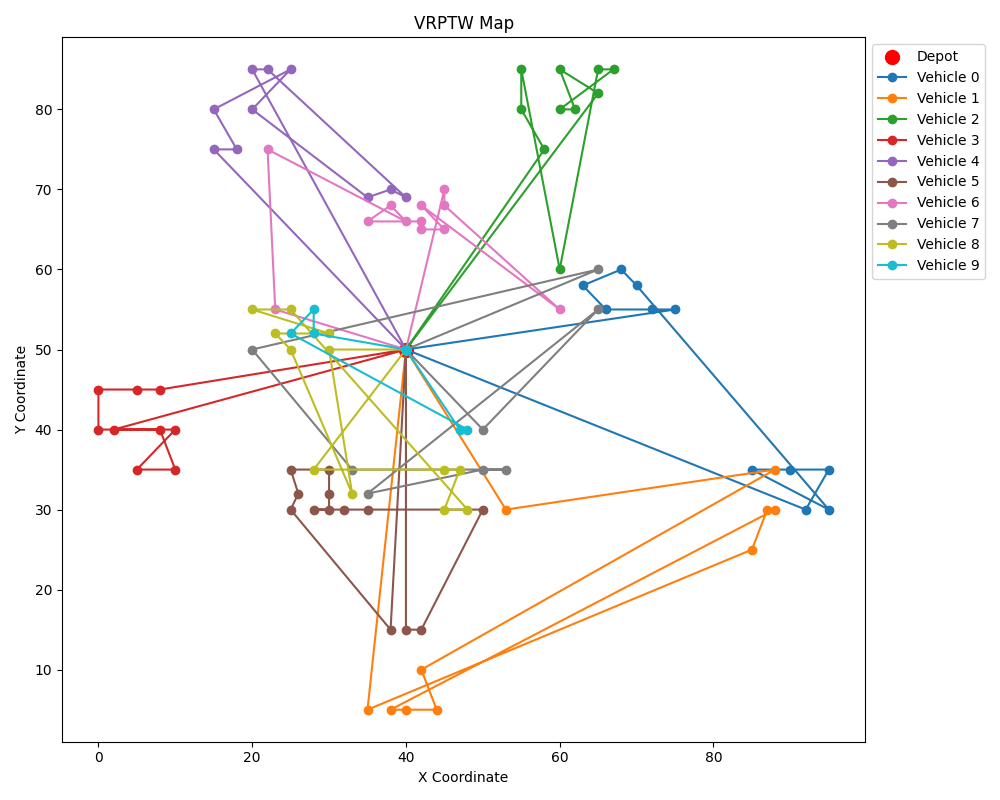 VRPTW Map
Depot
Vehicle 0
Vehicle 1
Vehicle 2
Vehicle 3
Vehicle 4
Vehicle 5
Vehicle 6
Vehicle 7
Vehicle 8
Vehicle 9
Y Coordinate
80
70
60
50
40
30
20
10
0 20 40 60 80
X Coordinate